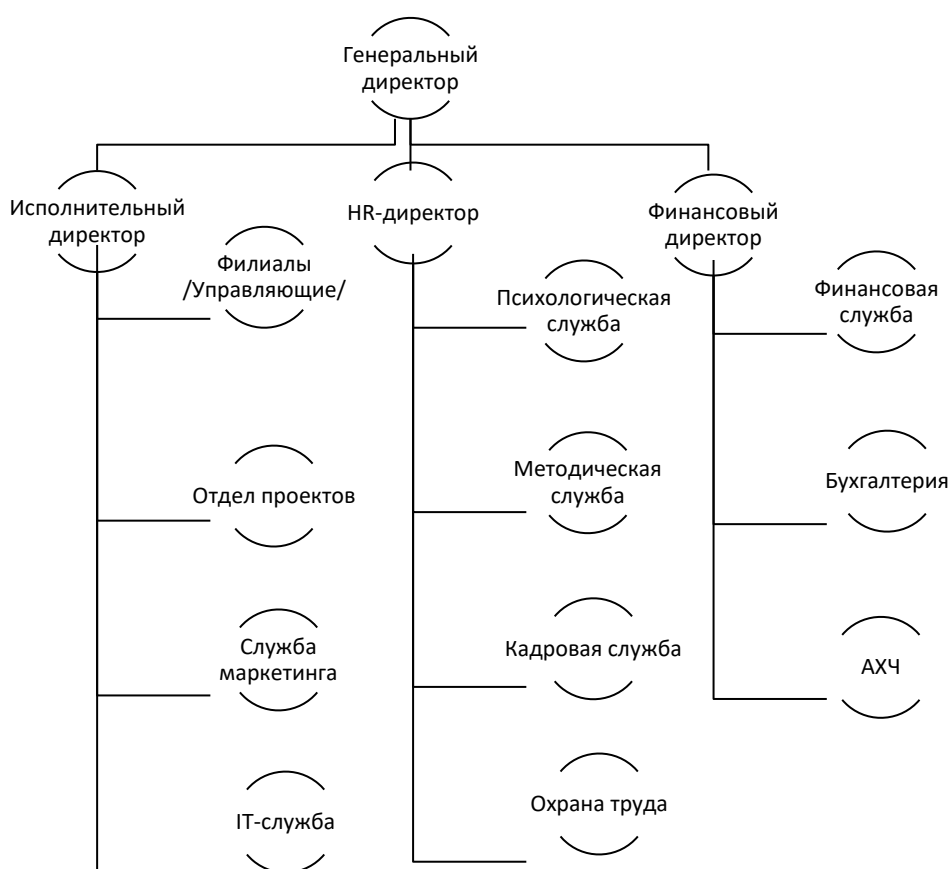 Генеральный
директор
Исполнительный
директор
HR-директор
Финансовый
директор
Филиалы
/Управляющие/
Психологическая
служба
Финансовая
служба
Отдел проектов
Методическая
служба
Бухгалтерия
Служба
маркетинга
Кадровая служба
АХЧ
IT-служба
Охрана труда